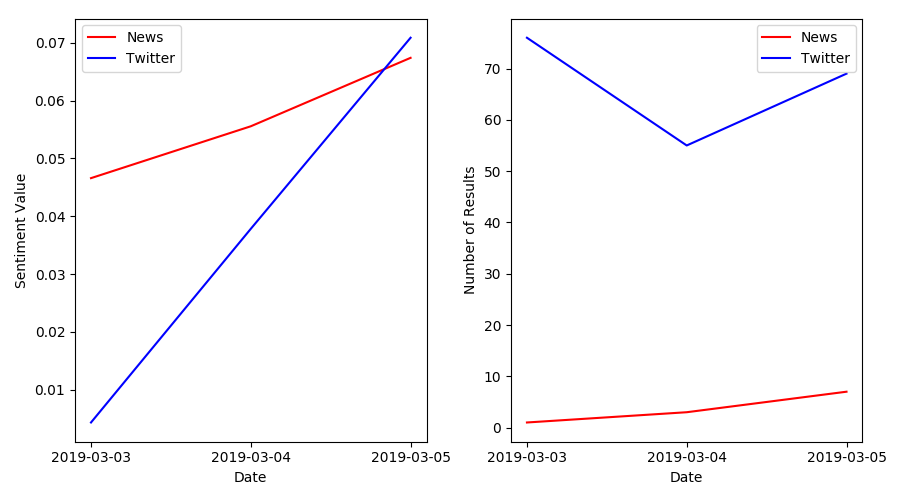 News
Twitter
0.07
0.06
0.05
0.04
0.03
0.02
0.01
Sentiment Value
2019-03-03 2019-03-04 2019-03-05
Date
News
Twitter
70
60
50
40
30
20
10
0
Number of Results
2019-03-03 2019-03-04 2019-03-05
Date